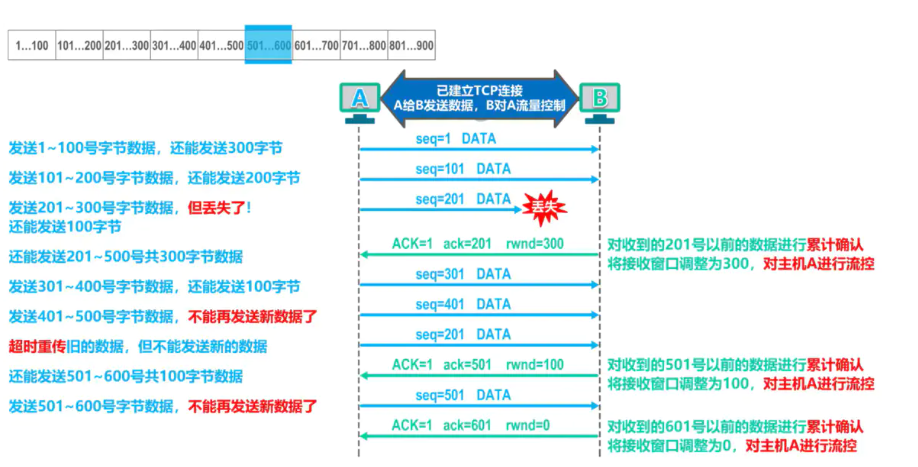 1…100 101…200 201…300 301…400 401…500 501…600 601…700 701…800 801…900
已建立TCP连接
A给B发送数据，B对A流量控制
A
B
发送1~100号字节数据，还能发送300字节
seq=1 DATA
发送101~200号字节数据，还能发送200字节
seq=101 DATA
发送201~300号字节数据，但丢失了！
还能发送100字节
seq=201 DATA
丢失
还能发送201~500号共300字节数据
ACK=1 ack=201 rwnd=300
对收到的201号以前的数据进行累计确认
将接收窗口调整为300，对主机A进行流控
发送301~400号字节数据，还能发送100字节
seq=301 DATA
发送401~500号字节数据，不能再发送新数据了
seq=401 DATA
超时重传旧的数据，但不能发送新的数据
seq=201 DATA
还能发送501~600号共100字节数据
ACK=1 ack=501 rwnd=100
对收到的501号以前的数据进行累计确认
将接收窗口调整为100，对主机A进行流控
发送501~600号字节数据，不能再发送新数据了
seq=501 DATA
ACK=1 ack=601 rwnd=0
对收到的601号以前的数据进行累计确认
将接收窗口调整为0，对主机A进行流控